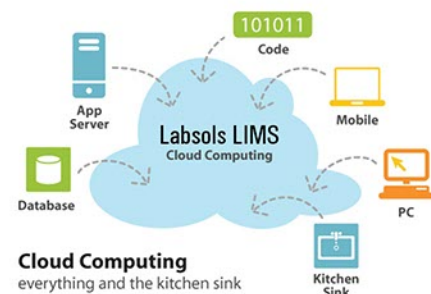 101011
Code
App
Server
Labsols LIMS
Cloud Computing
Mobile
Database
PC
Cloud Computing
everything and the kitchen sink
Kitchen
Sink